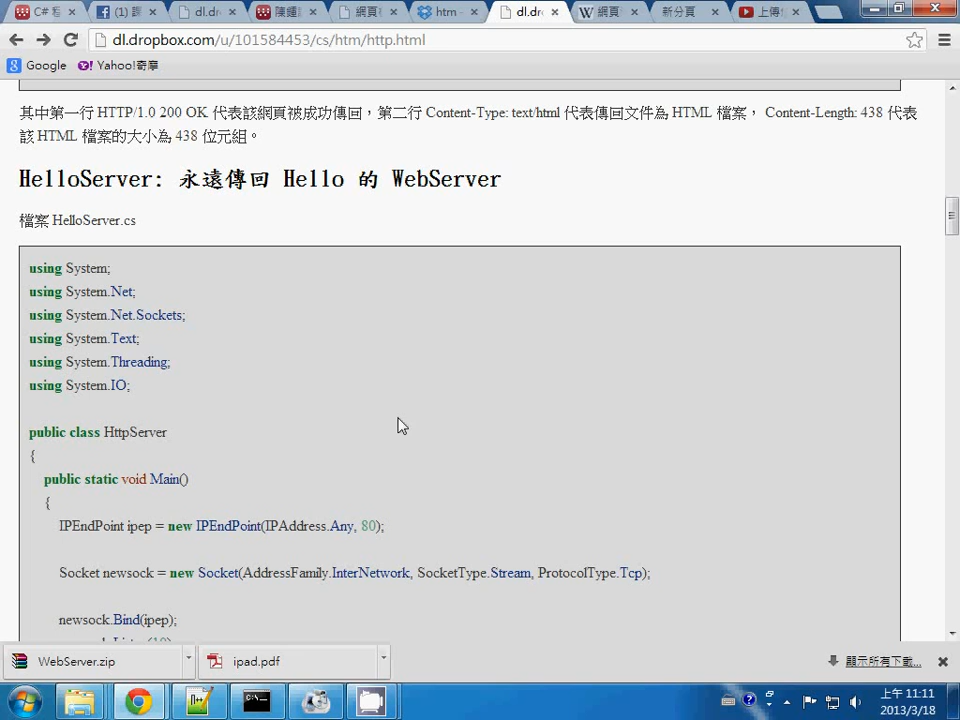 C# 程
(1) 課
dl.dr
陳鍾誠
網頁
htm -
dl.dr
網頁
新分頁
上傳
dl.dropbox.com/u/101584453/cs/htm/http.html
Google Yahoo!奇摩
其中第一行 HTTP/1.0 200 OK 代表該網頁被成功傳回，第二行 Content-Type: text/html 代表傳回文件為 HTML 檔案， Content-Length: 438 代表
該 HTML 檔案的大小為 438 位元組。
HelloServer: 永遠傳回 Hello 的 WebServer
檔案 HelloServer.cs
using System;
using System.Net;
using System.Net.Sockets;
using System.Text;
using System.Threading;
using System.IO;
public class HttpServer
{
public static void Main()
{
IPEndPoint ipep = new IPEndPoint(IPAddress.Any, 80);
Socket newsock = new Socket(AddressFamily.InterNetwork, SocketType.Stream, ProtocolType.Tcp);
newsock.Bind(ipep);
WebServer.zip
ipad.pdf
顯示所有下載...
上午 11:11
2013/3/18